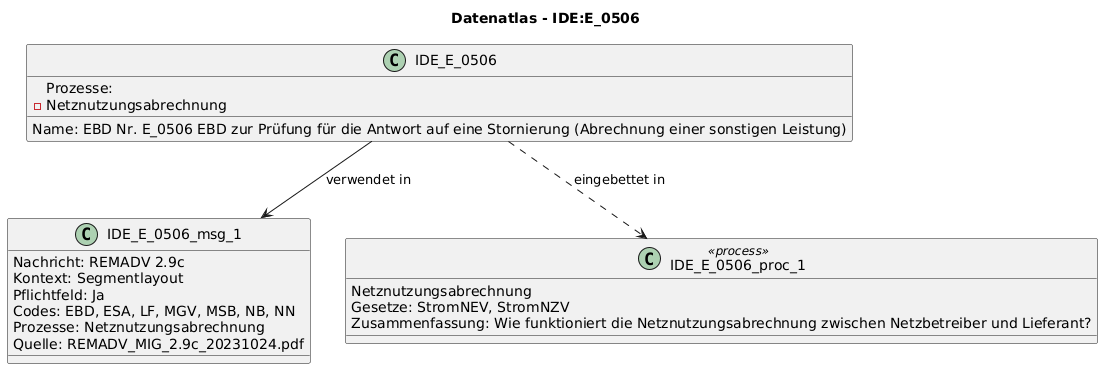 Datenatlas - IDE:E_0506
C IDE_E_0506
Prozesse:
Netznutzungsabrechnung
Name: EBD Nr. E_0506 EBD zur Prüfung für die Antwort auf eine Stornierung (Abrechnung einer sonstigen Leistung)
verwendet in
eingebettet in
C IDE_E_0506_msg_1
Nachricht: REMADV 2.9c
Kontext: Segmentlayout
Pflichtfeld: Ja
Codes: EBD, ESA, LF, MGV, MSB, NB, NN
Prozesse: Netznutzungsabrechnung
Quelle: REMADV_MIG_2.9c_20231024.pdf
«process»
C IDE_E_0506_proc_1
Netznutzungsabrechnung
Gesetze: StromNEV, StromNZV
Zusammenfassung: Wie funktioniert die Netznutzungsabrechnung zwischen Netzbetreiber und Lieferant?